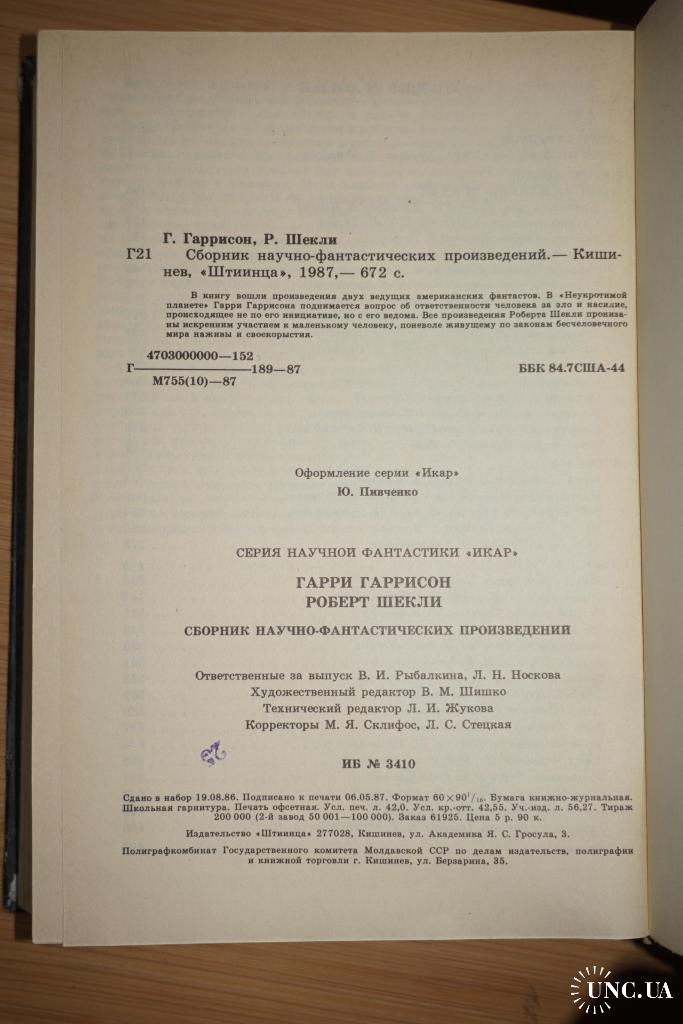 Г. Гаррисон, Р. Шекли
Г21 Сборник научно-фантастических произведений.— Киши-
нев, «Штиинца», 1987,— 672 с.
В книгу вошли произведения двух ведущих американских фантастов. В «Неукротимой
планете» Гарри Гаррисона поднимается вопрос об ответственности человека за зло и насилие,
происходящее не по его инициативе, но с его ведома. Все произведения Роберта Шекли прониза-
ны искренним участием к маленькому человеку, поневоле живущему по законам бесчеловечного
мира наживы и своекорыстия.
4703000000—152
Г—189—87
М755(10)—87
ББК 84.7США-44
Оформление серии «Икар»
Ю. Пивченко
СЕРИЯ НАУЧНОЙ ФАНТАСТИКИ «ИКАР»
ГАРРИ ГАРРИСОН
РОБЕРТ ШЕКЛИ
СБОРНИК НАУЧНО-ФАНТАСТИЧЕСКИХ ПРОИЗВЕДЕНИЙ
Ответственные за выпуск В. И. Рыбалкина, Л. Н. Носкова
Художественный редактор В. М. Шишко
Технический редактор Л. И. Жукова
Корректоры М. Я. Склифос, Л. С. Стецкая
ИБ № 3410
Сдано в набор 19.08.86. Подписано к печати 06.05.87. Формат 60×90¹/₁₆. Бумага книжно-журнальная.
Школьная гарнитура. Печать офсетная. Усл. печ. л. 42,0. Усл. кр.-отт. 42,55. Уч.-изд. л. 56,27. Тираж
200 000 (2-й завод 50 001—100 000). Заказ 61925. Цена 5 р. 90 к.
Издательство «Штиинца» 277028, Кишинев, ул. Академика Я. С. Гросула, 3.
Полиграфкомбинат Государственного комитета Молдавской ССР по делам издательств, полиграфии
и книжной торговли г. Кишинев, ул. Берзарина, 35.
UNC.UA